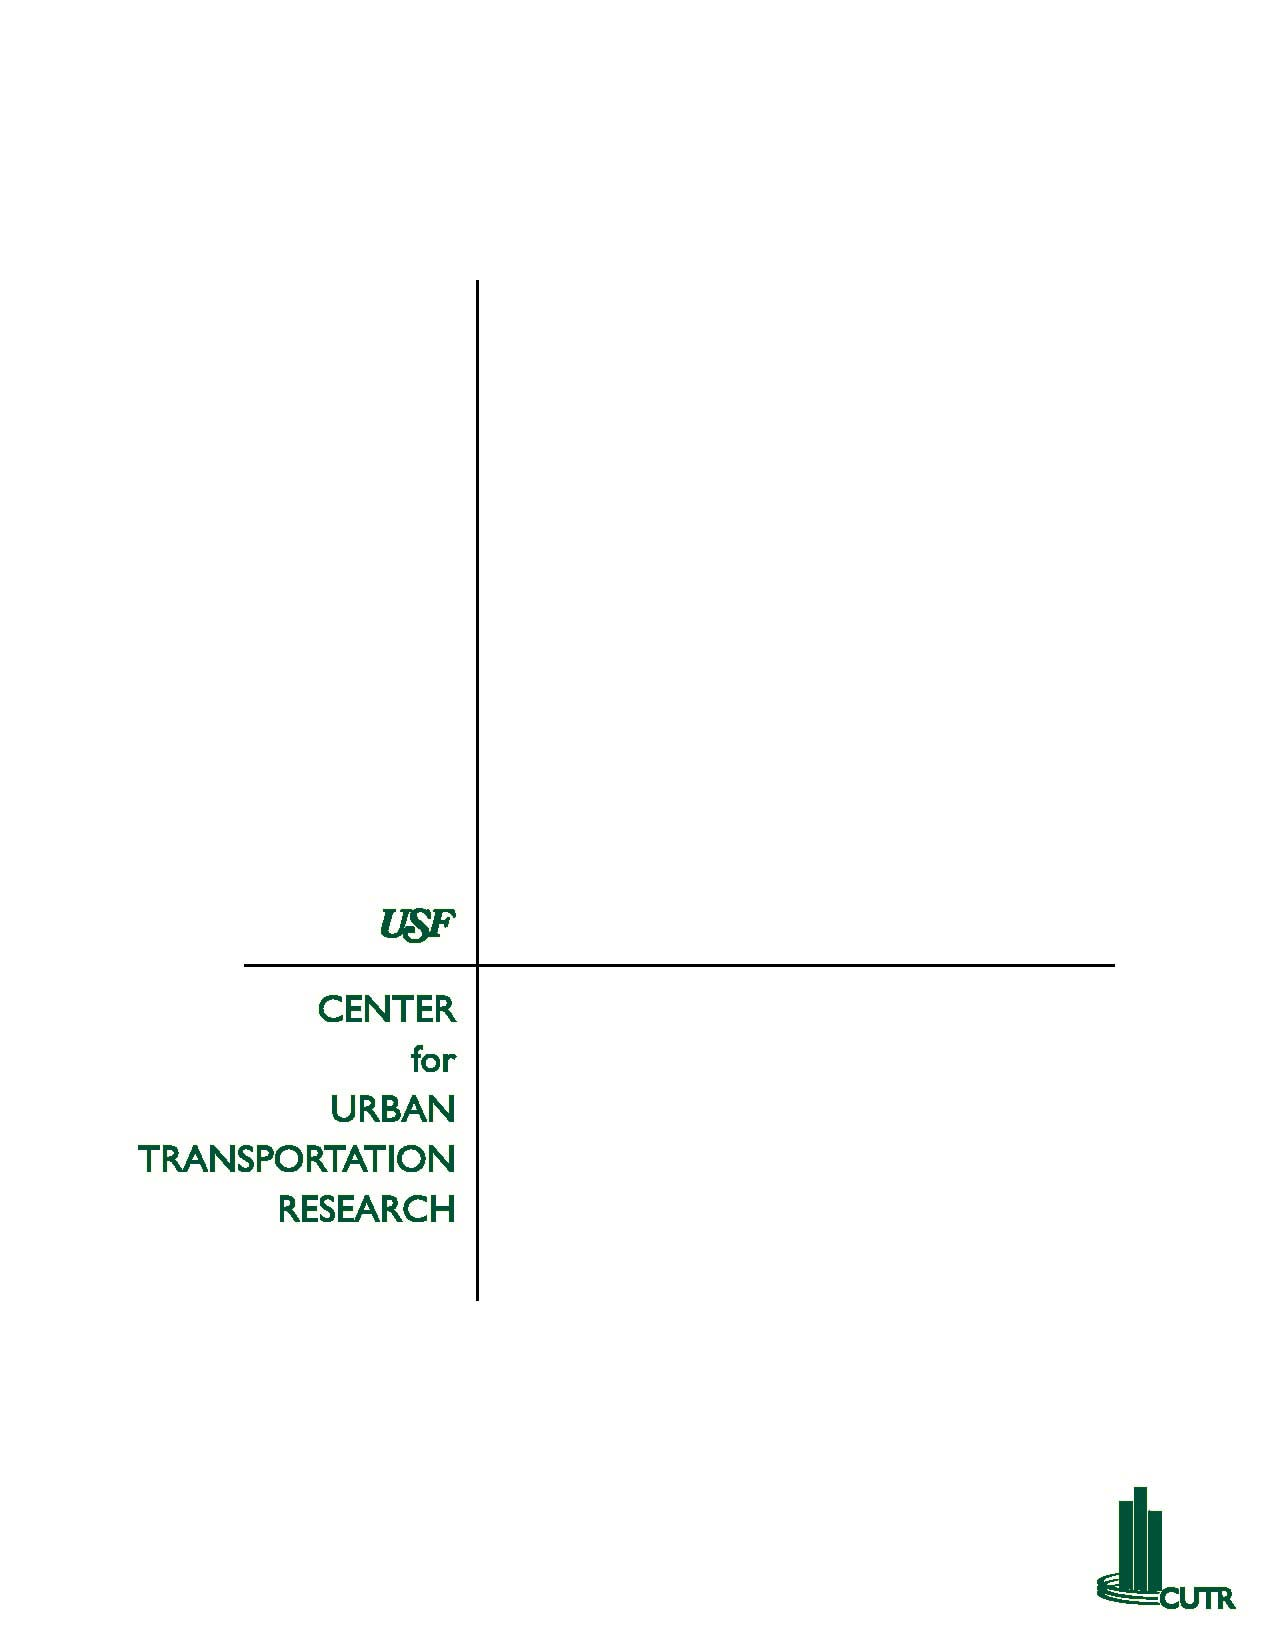 USF
CENTER
for
URBAN
TRANSPORTATION
RESEARCH
CUTR